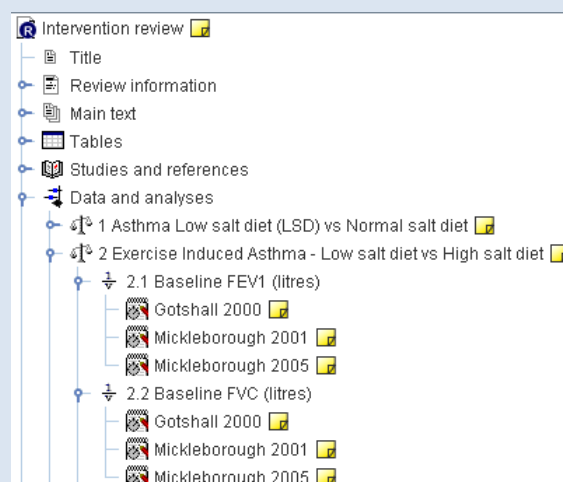 Intervention review
Title
Review information
Main text
Tables
Studies and references
Data and analyses
1 Asthma Low salt diet (LSD) vs Normal salt diet
2 Exercise Induced Asthma - Low salt diet vs High salt diet
2.1 Baseline FEV1 (litres)
Gotshall 2000
Mickleborough 2001
Mickleborough 2005
2.2 Baseline FVC (litres)
Gotshall 2000
Mickleborough 2001
Mickleborough 2005